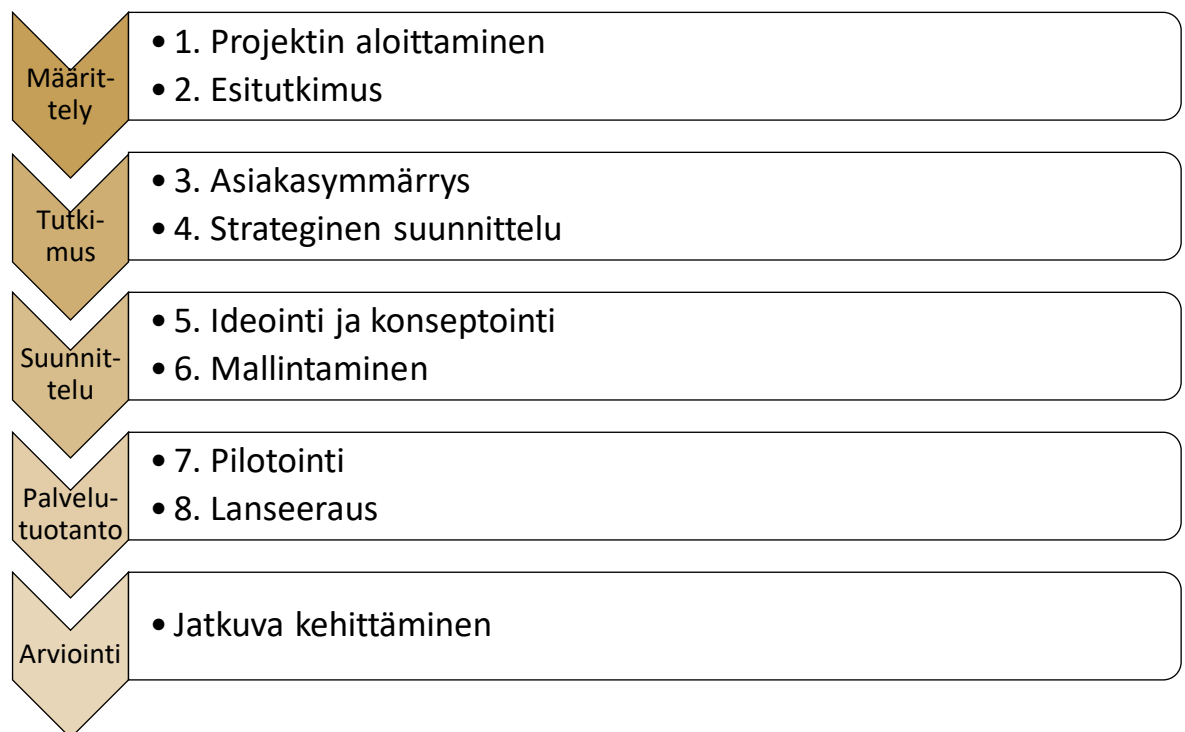 Määrit-
tely
• 1. Projektin aloittaminen
• 2. Esitutkimus
Tutki-
mus
• 3. Asiakasymmärrys
• 4. Strateginen suunnittelu
Suunnit-
telu
• 5. Ideointi ja konseptointi
• 6. Mallintaminen
Palvelu-
tuotanto
• 7. Pilotointi
• 8. Lanseeraus
Arviointi
• Jatkuva kehittäminen